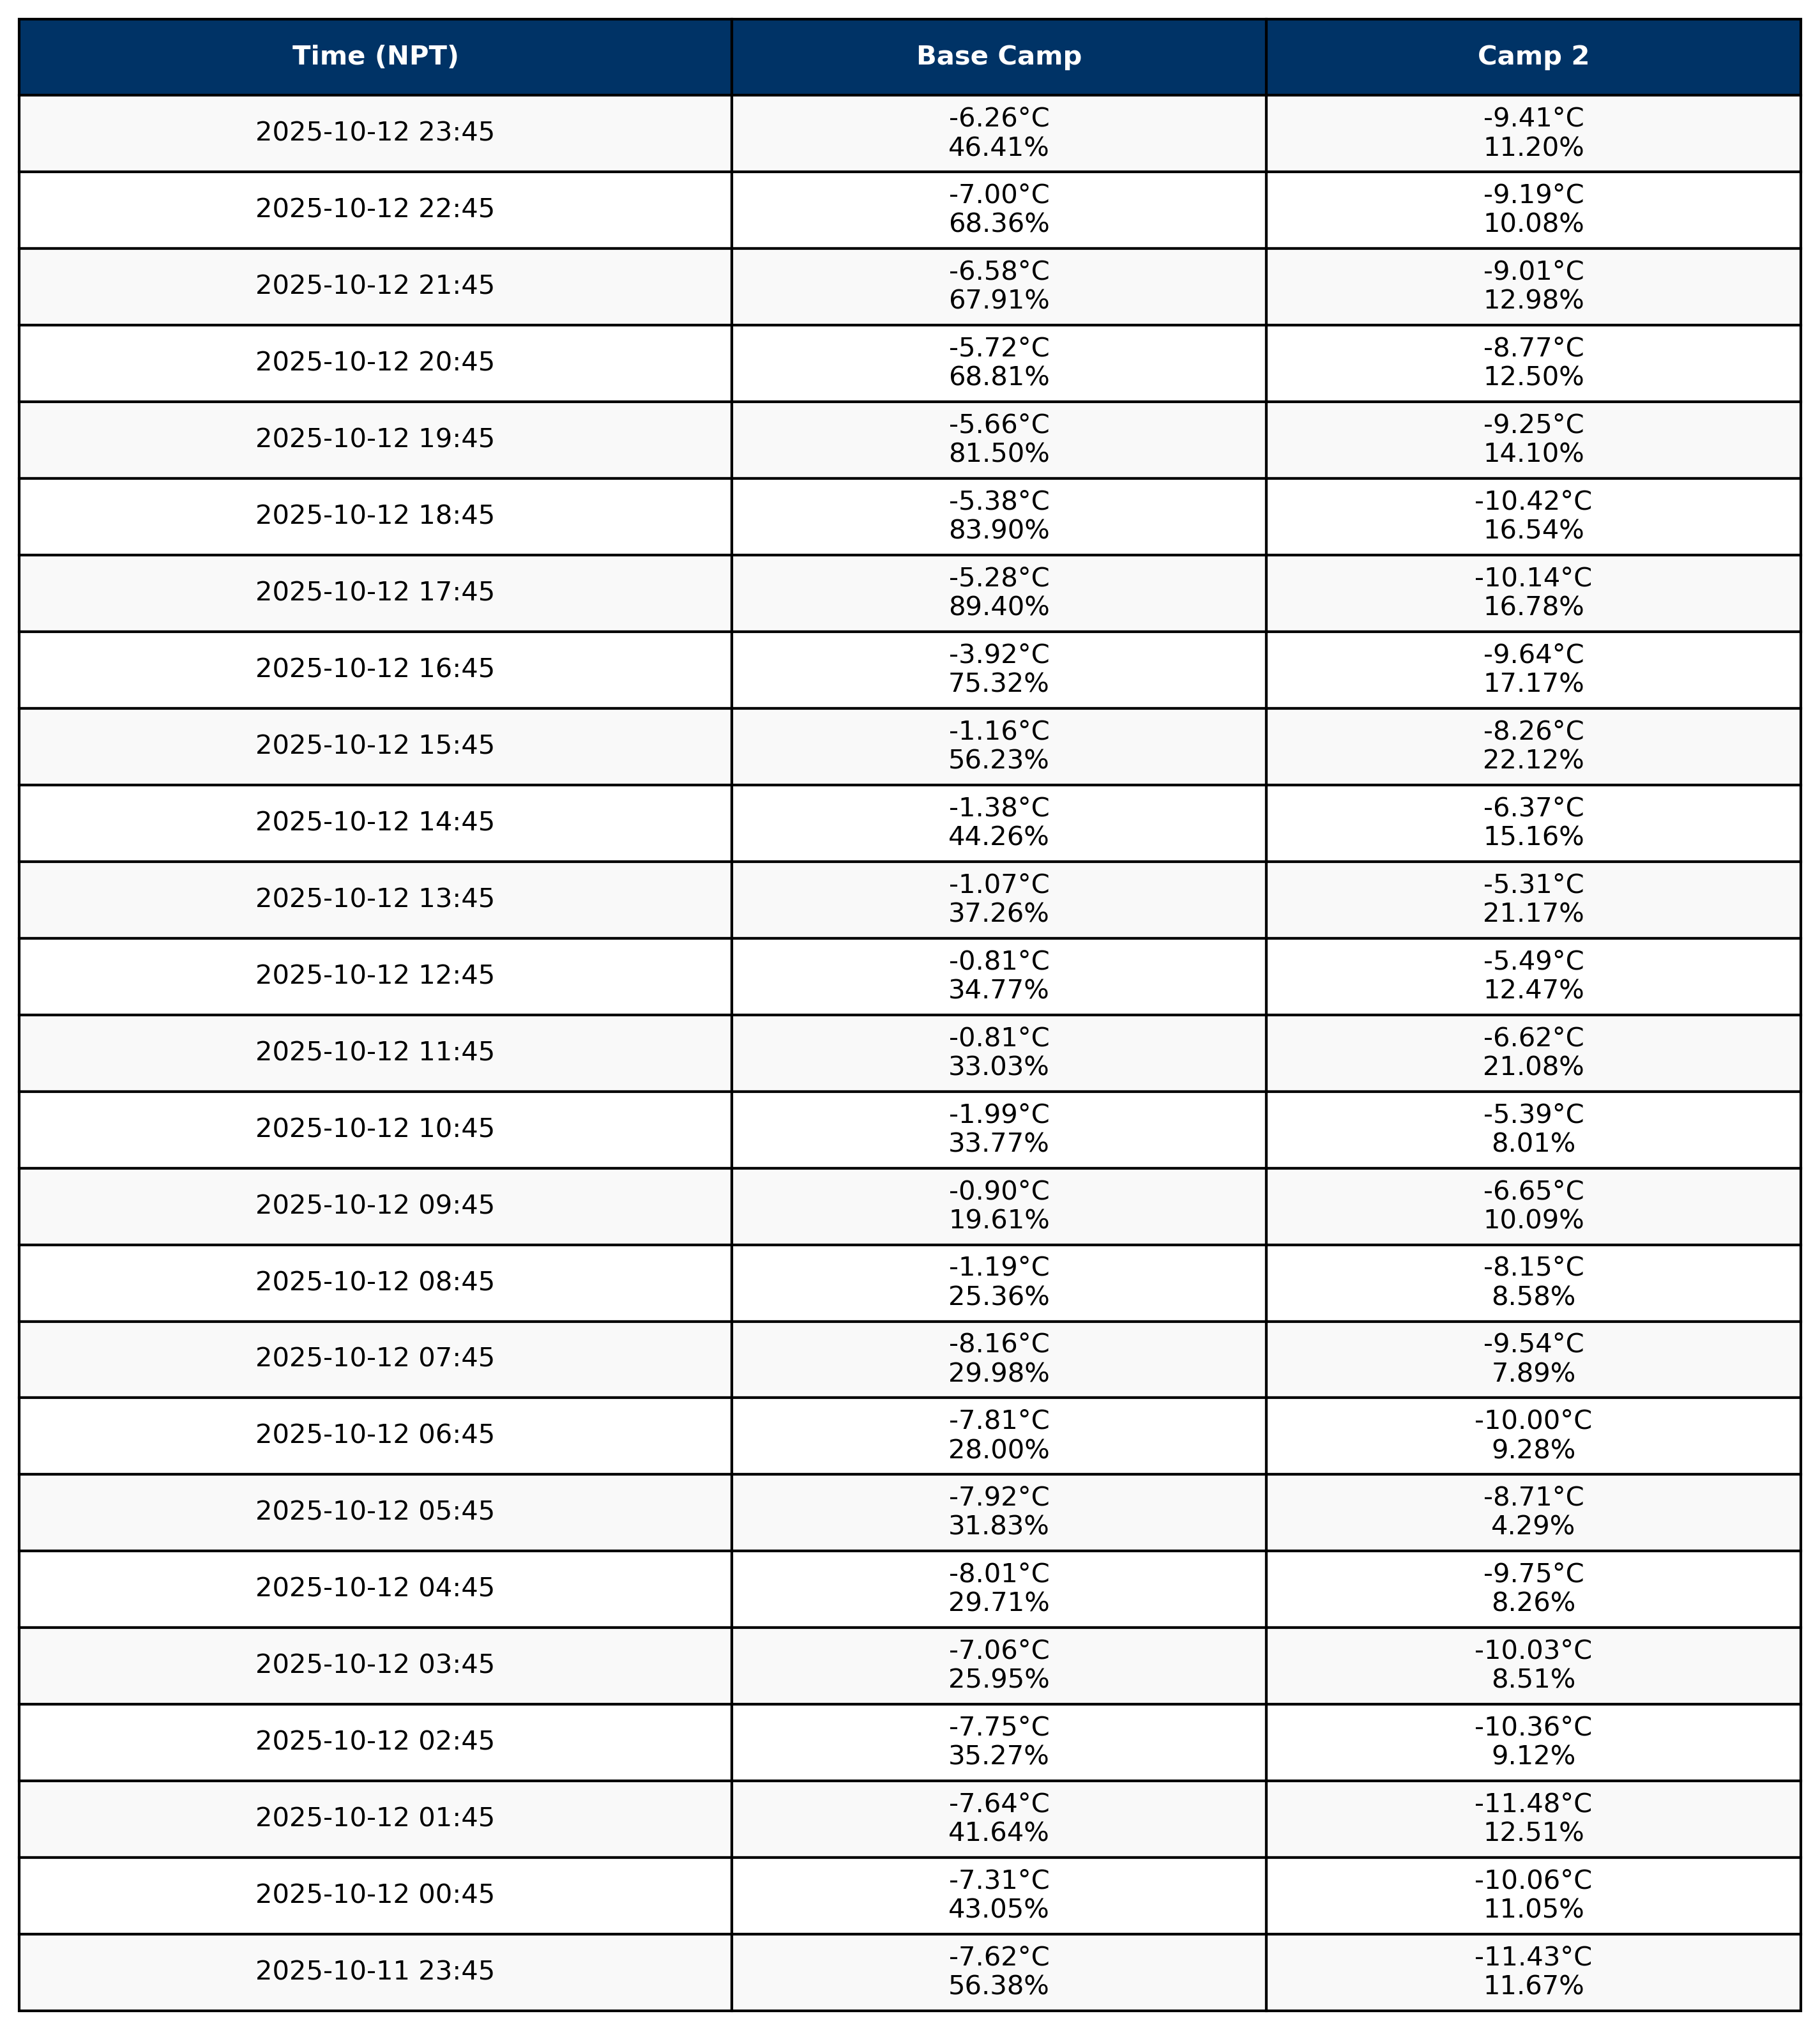 Time (NPT) Base Camp Camp 2
2025-10-12 23:45 -6.26°C -9.41°C
46.41% 11.20%
2025-10-12 22:45 -7.00°C -9.19°C
68.36% 10.08%
2025-10-12 21:45 -6.58°C -9.01°C
67.91% 12.98%
2025-10-12 20:45 -5.72°C -8.77°C
68.81% 12.50%
2025-10-12 19:45 -5.66°C -9.25°C
81.50% 14.10%
2025-10-12 18:45 -5.38°C -10.42°C
83.90% 16.54%
2025-10-12 17:45 -5.28°C -10.14°C
89.40% 16.78%
2025-10-12 16:45 -3.92°C -9.64°C
75.32% 17.17%
2025-10-12 15:45 -1.16°C -8.26°C
56.23% 22.12%
2025-10-12 14:45 -1.38°C -6.37°C
44.26% 15.16%
2025-10-12 13:45 -1.07°C -5.31°C
37.26% 21.17%
2025-10-12 12:45 -0.81°C -5.49°C
34.77% 12.47%
2025-10-12 11:45 -0.81°C -6.62°C
33.03% 21.08%
2025-10-12 10:45 -1.99°C -5.39°C
33.77% 8.01%
2025-10-12 09:45 -0.90°C -6.65°C
19.61% 10.09%
2025-10-12 08:45 -1.19°C -8.15°C
25.36% 8.58%
2025-10-12 07:45 -8.16°C -9.54°C
29.98% 7.89%
2025-10-12 06:45 -7.81°C -10.00°C
28.00% 9.28%
2025-10-12 05:45 -7.92°C -8.71°C
31.83% 4.29%
2025-10-12 04:45 -8.01°C -9.75°C
29.71% 8.26%
2025-10-12 03:45 -7.06°C -10.03°C
25.95% 8.51%
2025-10-12 02:45 -7.75°C -10.36°C
35.27% 9.12%
2025-10-12 01:45 -7.64°C -11.48°C
41.64% 12.51%
2025-10-12 00:45 -7.31°C -10.06°C
43.05% 11.05%
2025-10-11 23:45 -7.62°C -11.43°C
56.38% 11.67%